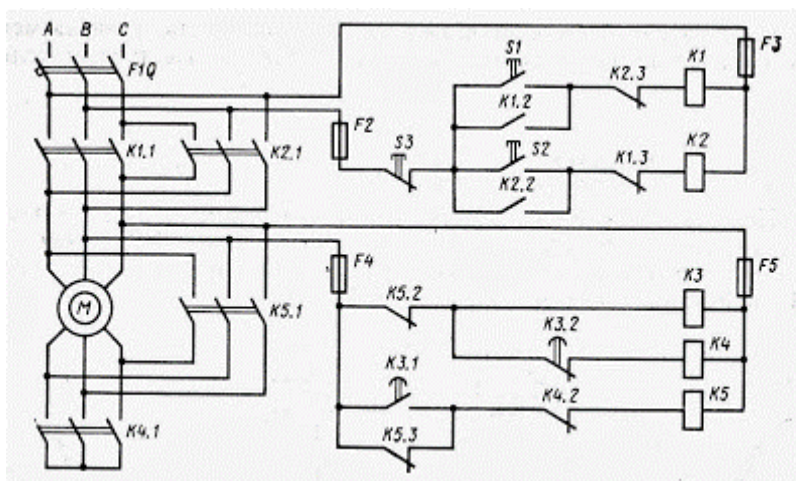 A B C
F1Q
F3
S1
K2.3
K1
K1.2
F2
S3
K1.1
K2.1
S2
K1.3
K2
K2.2
F4
F5
K5.2
K3
M
K5.1
K3.2
K4
K3.1
K4.2
K5
K4.1
K5.3